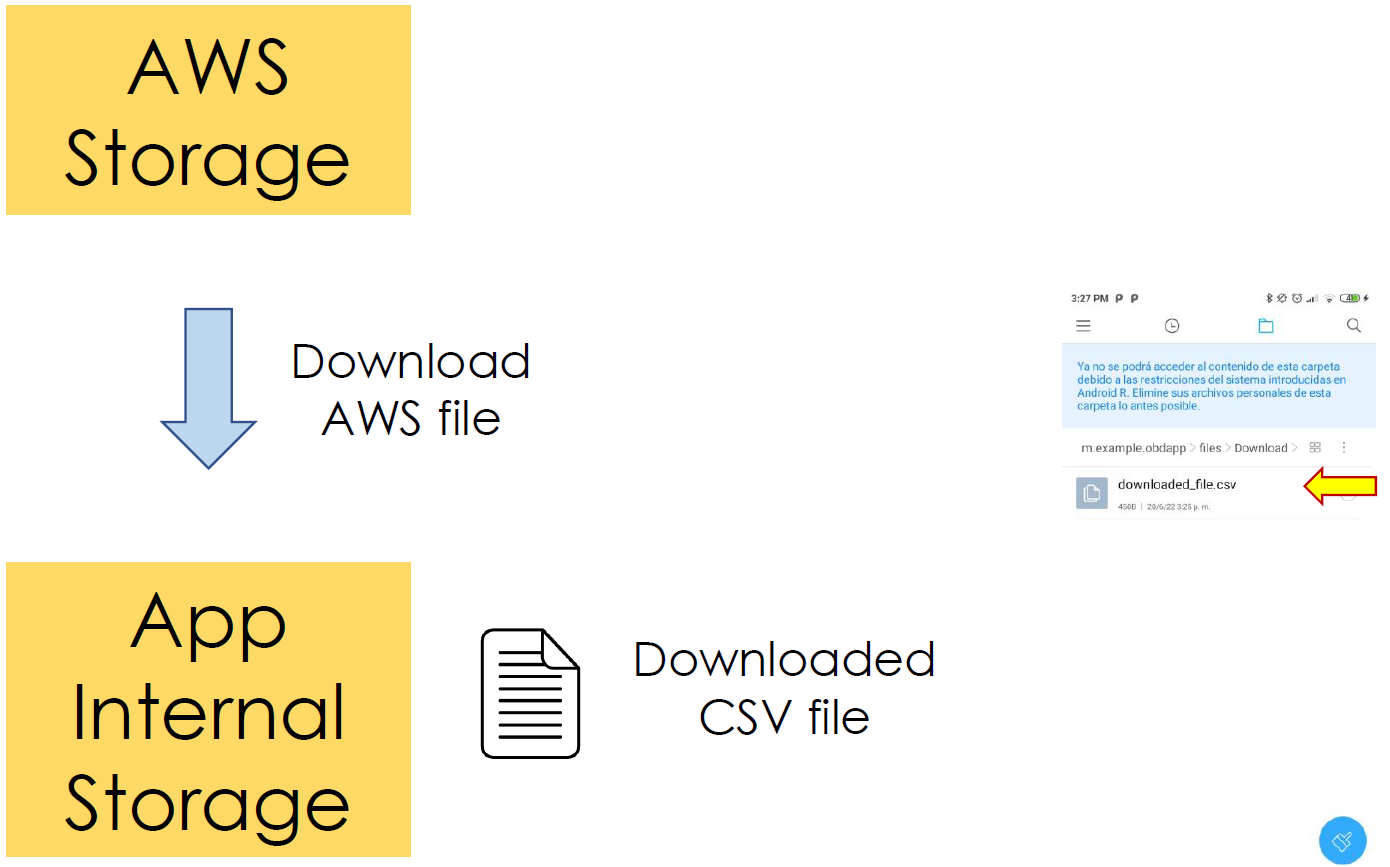 AWS
Storage
Download
AWS file
App
Internal
Storage
Downloaded
CSV file
3:27 PM
Ya no se podrá acceder al contenido de esta carpeta
debido a las restricciones del sistema introducidas en
Android R. Elimine sus archivos personales de esta
carpeta lo antes posible.
m.example.obdapp > files > Download >
downloaded_file.csv
450B | 20/6/22 3:25 p. m.